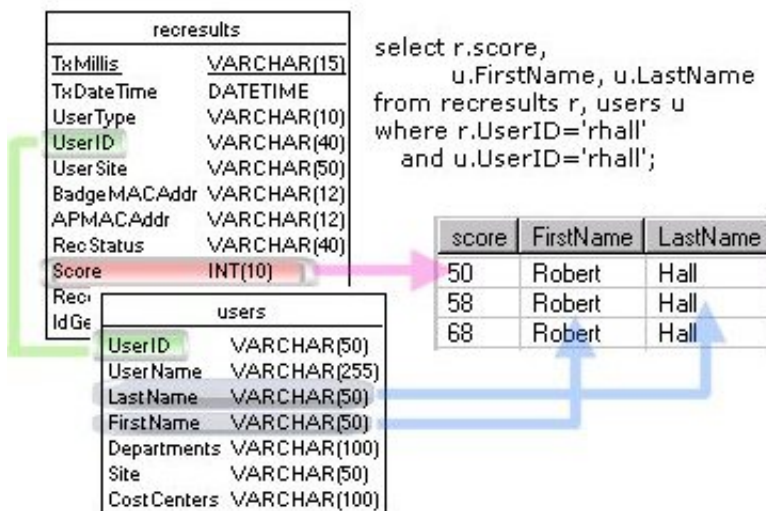 recresults
TxMillis VARCHAR(15)
TxDateTime DATETIME
UserType VARCHAR(10)
UserID VARCHAR(40)
UserSite VARCHAR(50)
BadgeMACAddr VARCHAR(12)
APMACAddr VARCHAR(12)
RecStatus VARCHAR(40)
Score INT(10)
IdGe
users
UserID VARCHAR(50)
UserName VARCHAR(255)
LastName VARCHAR(50)
FirstName VARCHAR(50)
Departments VARCHAR(100)
Site VARCHAR(50)
CostCenters VARCHAR(100)
select r.score,
u.FirstName, u.LastName
from recresults r, users u
where r.UserID='rhall'
and u.UserID='rhall';
score FirstName LastName
50 Robert Hall
58 Robert Hall
68 Robert Hall